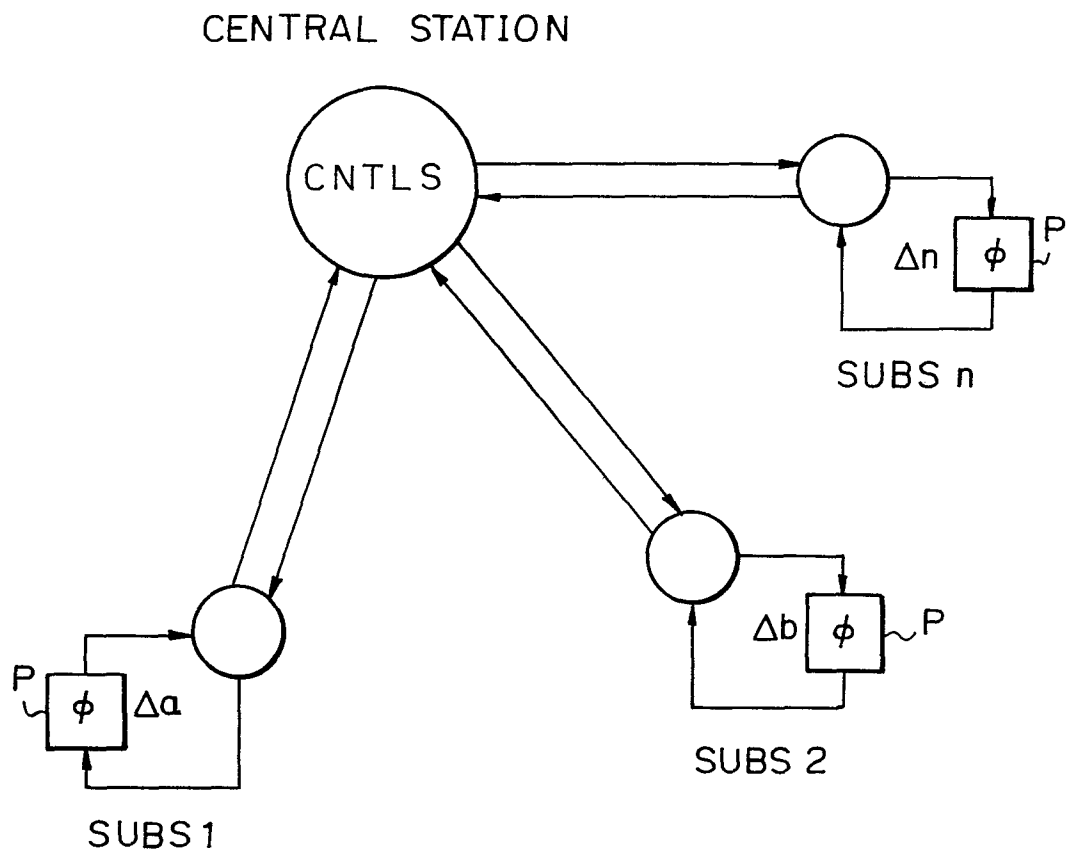 CENTRAL STATION
CNTLS
Δn
ϕ
P
SUBS n
Δb
ϕ
P
SUBS 2
P
ϕ
Δa
SUBS 1